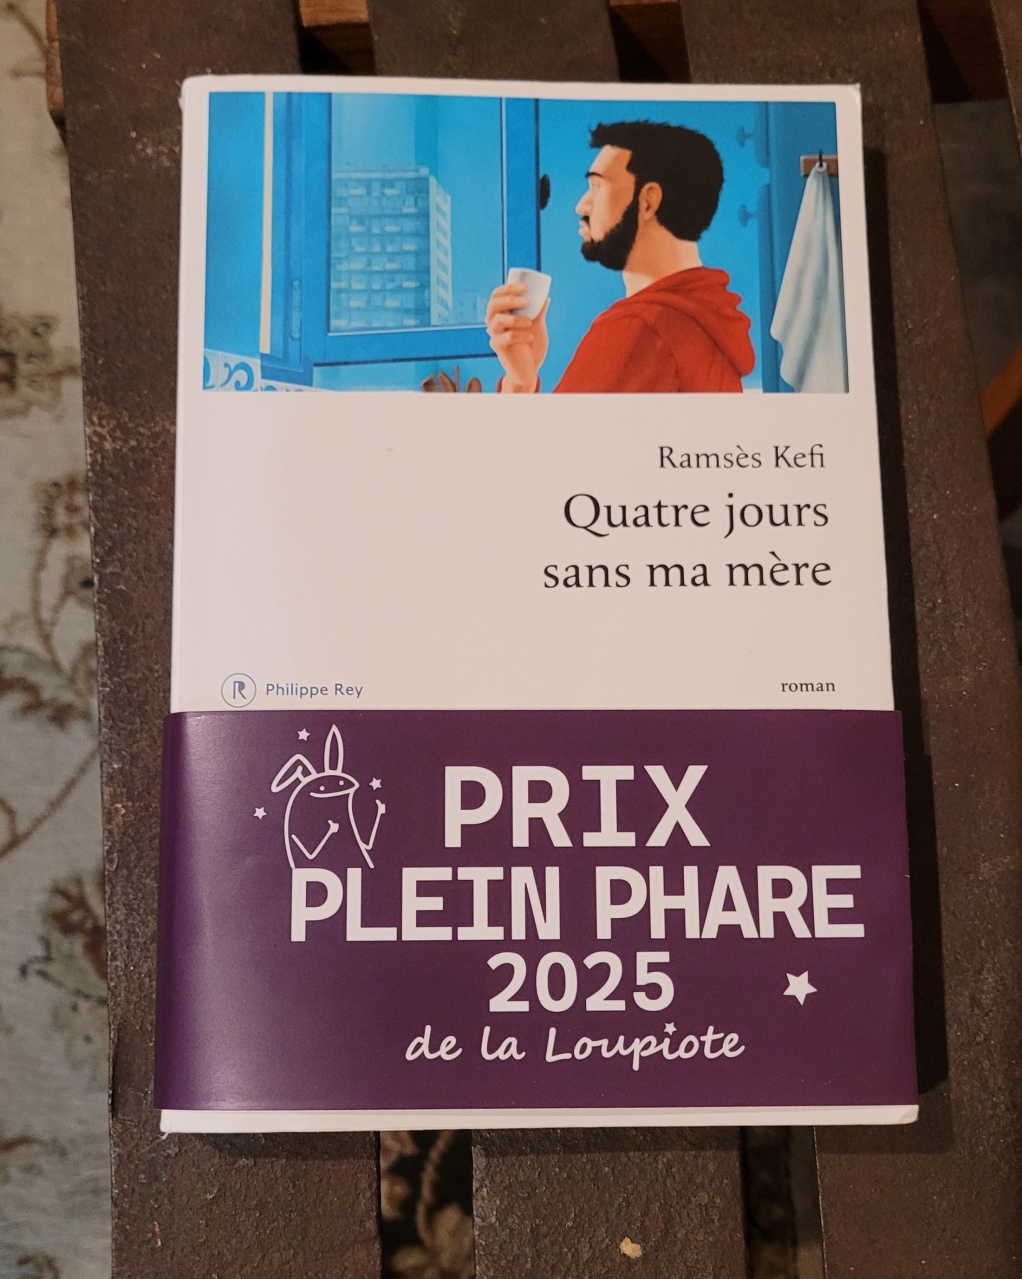 Ramsès Kefi
Quatre jours
sans ma mère
Philippe Rey
roman
PRIX
PLEIN PHARE
2025
de la Loupiote